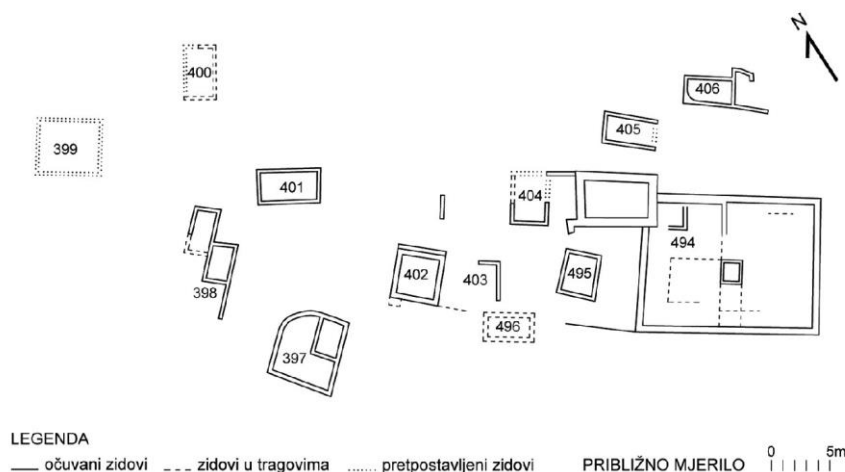 N
400
406
399
405
401
404
494
398
402
403
495
496
397
LEGENDA
očuvani zidovi
zidovi u tragovima
pretpostavljeni zidovi
PRIBLIŽNO MJERILO
0
5m